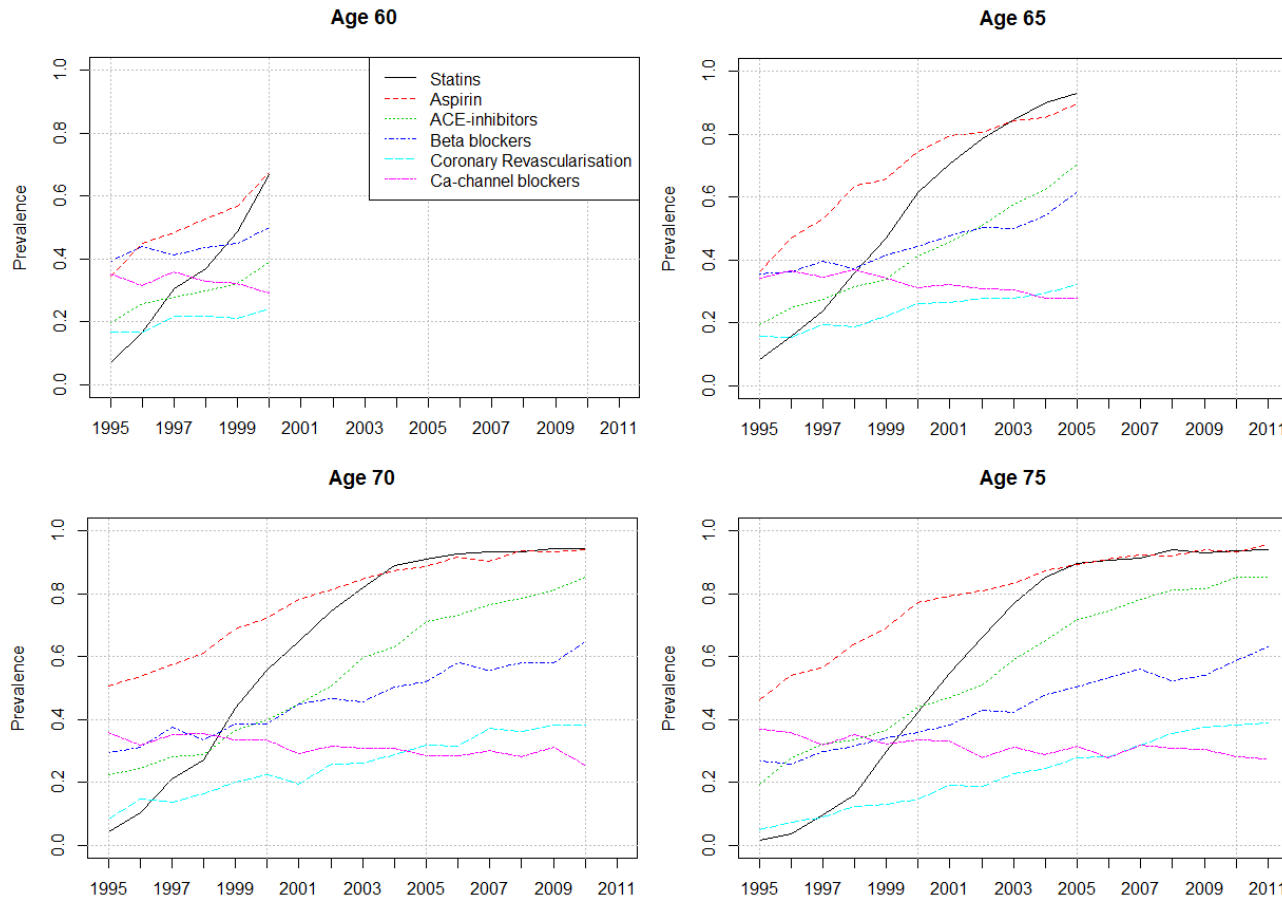 Age 60
Prevalence
1.0
0.8
0.6
0.4
0.2
0.0
Statins
Aspirin
ACE-inhibitors
Beta blockers
Coronary Revascularisation
Ca-channel blockers
1995 1997 1999 2001 2003 2005 2007 2009 2011
Age 65
Prevalence
1.0
0.8
0.6
0.4
0.2
0.0
1995 1997 1999 2001 2003 2005 2007 2009 2011
Age 70
Prevalence
1.0
0.8
0.6
0.4
0.2
0.0
1995 1997 1999 2001 2003 2005 2007 2009 2011
Age 75
Prevalence
1.0
0.8
0.6
0.4
0.2
0.0
1995 1997 1999 2001 2003 2005 2007 2009 2011